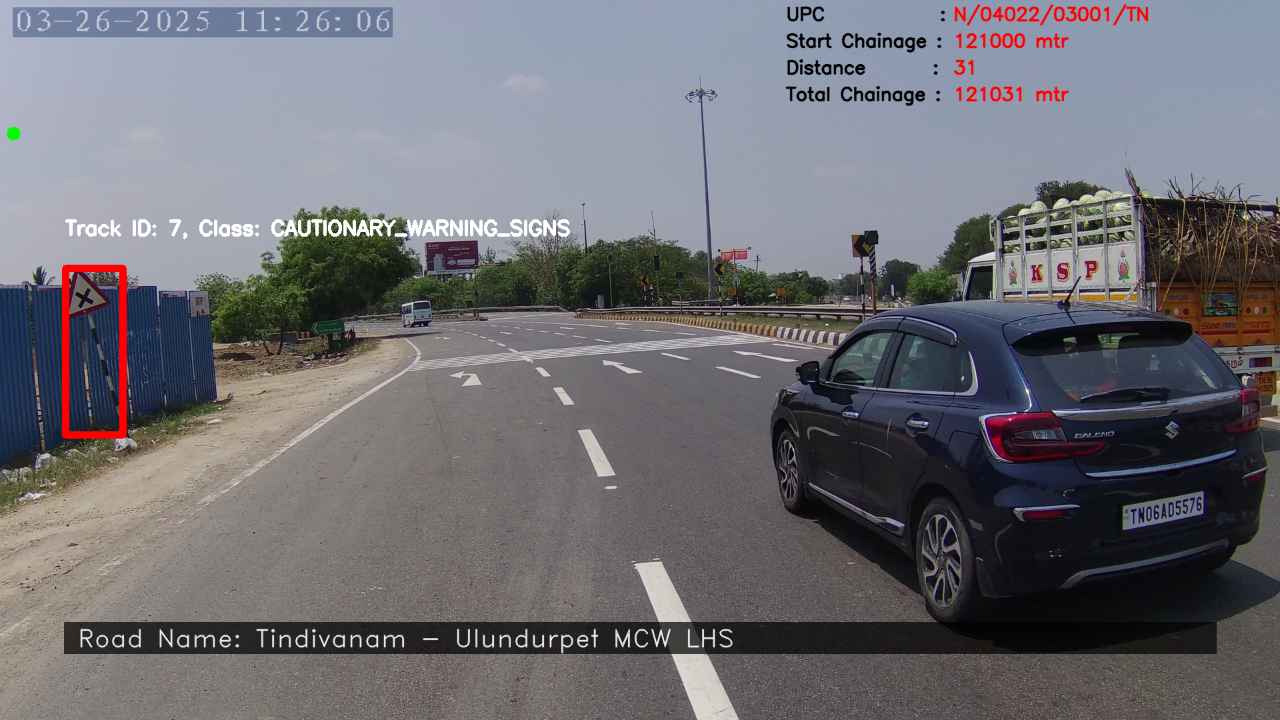 03-26-2025 11:26:06
UPC : N/04022/03001/TN
Start Chainage : 121000 mtr
Distance : 31
Total Chainage : 121031 mtr
Track ID: 7, Class: CAUTIONARY_WARNING_SIGNS
K S P
BALENO
TN06AD5576
Road Name: Tindivanam - Ulundurpet MCW LHS